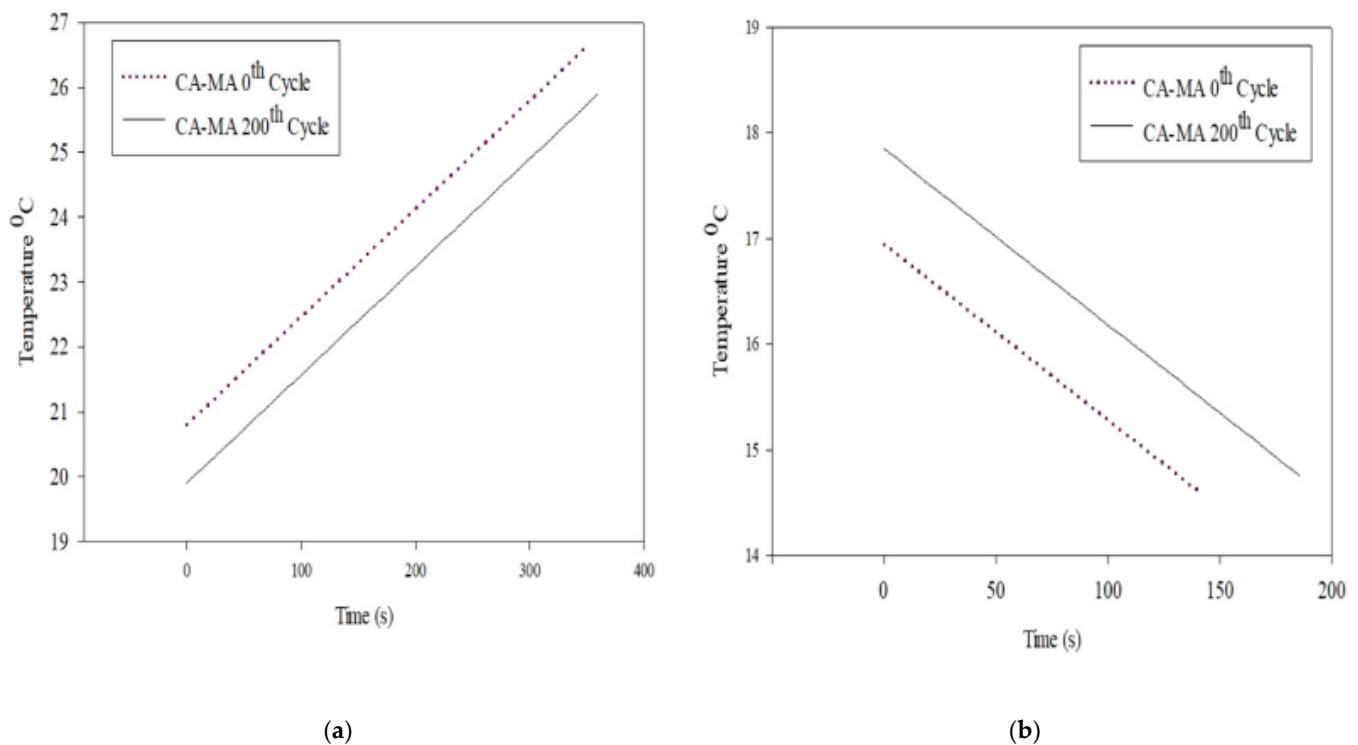 27
26
25
24
23
22
21
20
19
Temperature ⁰C
CA-MA 0th Cycle
CA-MA 200th Cycle
0 100 200 300 400
Time (s)
(a)
19
18
17
16
15
14
Temperature ⁰C
CA-MA 0th Cycle
CA-MA 200th Cycle
0 50 100 150 200
Time (s)
(b)